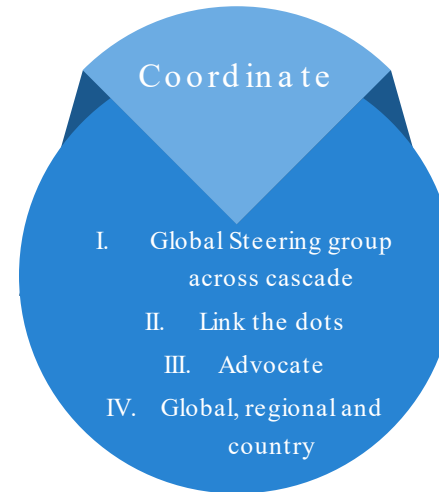 Coordinate
I. Global Steering group
across cascade
II. Link the dots
III. Advocate
IV. Global, regional and
country